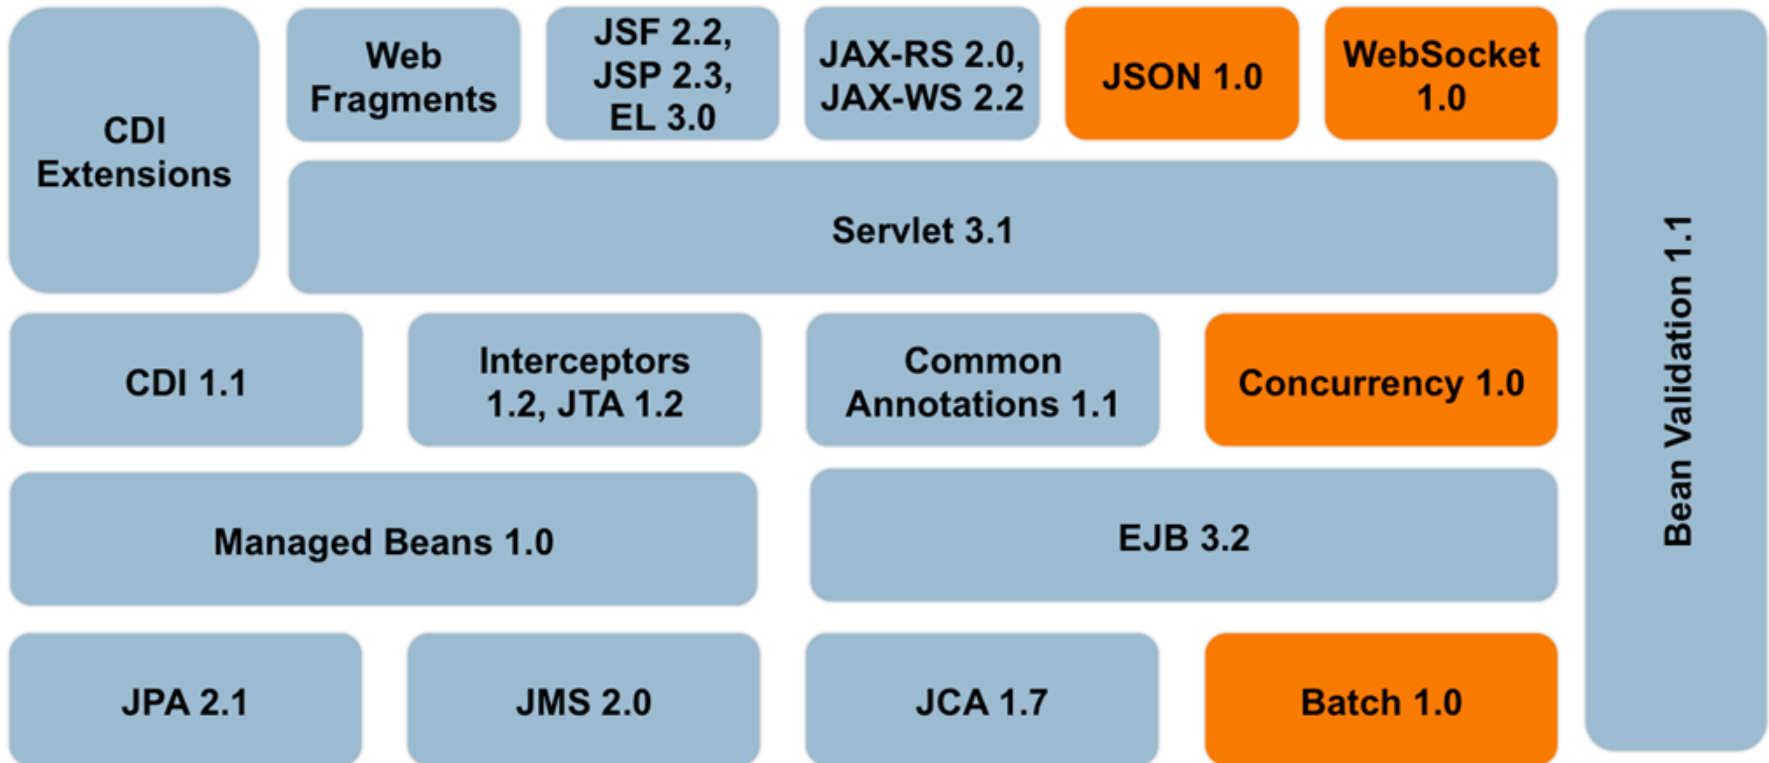 CDI
Extensions
Web
Fragments
JSF 2.2,
JSP 2.3,
EL 3.0
JAX-RS 2.0,
JAX-WS 2.2
JSON 1.0
WebSocket
1.0
Servlet 3.1
CDI 1.1
Interceptors
1.2, JTA 1.2
Common
Annotations 1.1
Concurrency 1.0
Managed Beans 1.0
EJB 3.2
JPA 2.1
JMS 2.0
JCA 1.7
Batch 1.0
Bean Validation 1.1